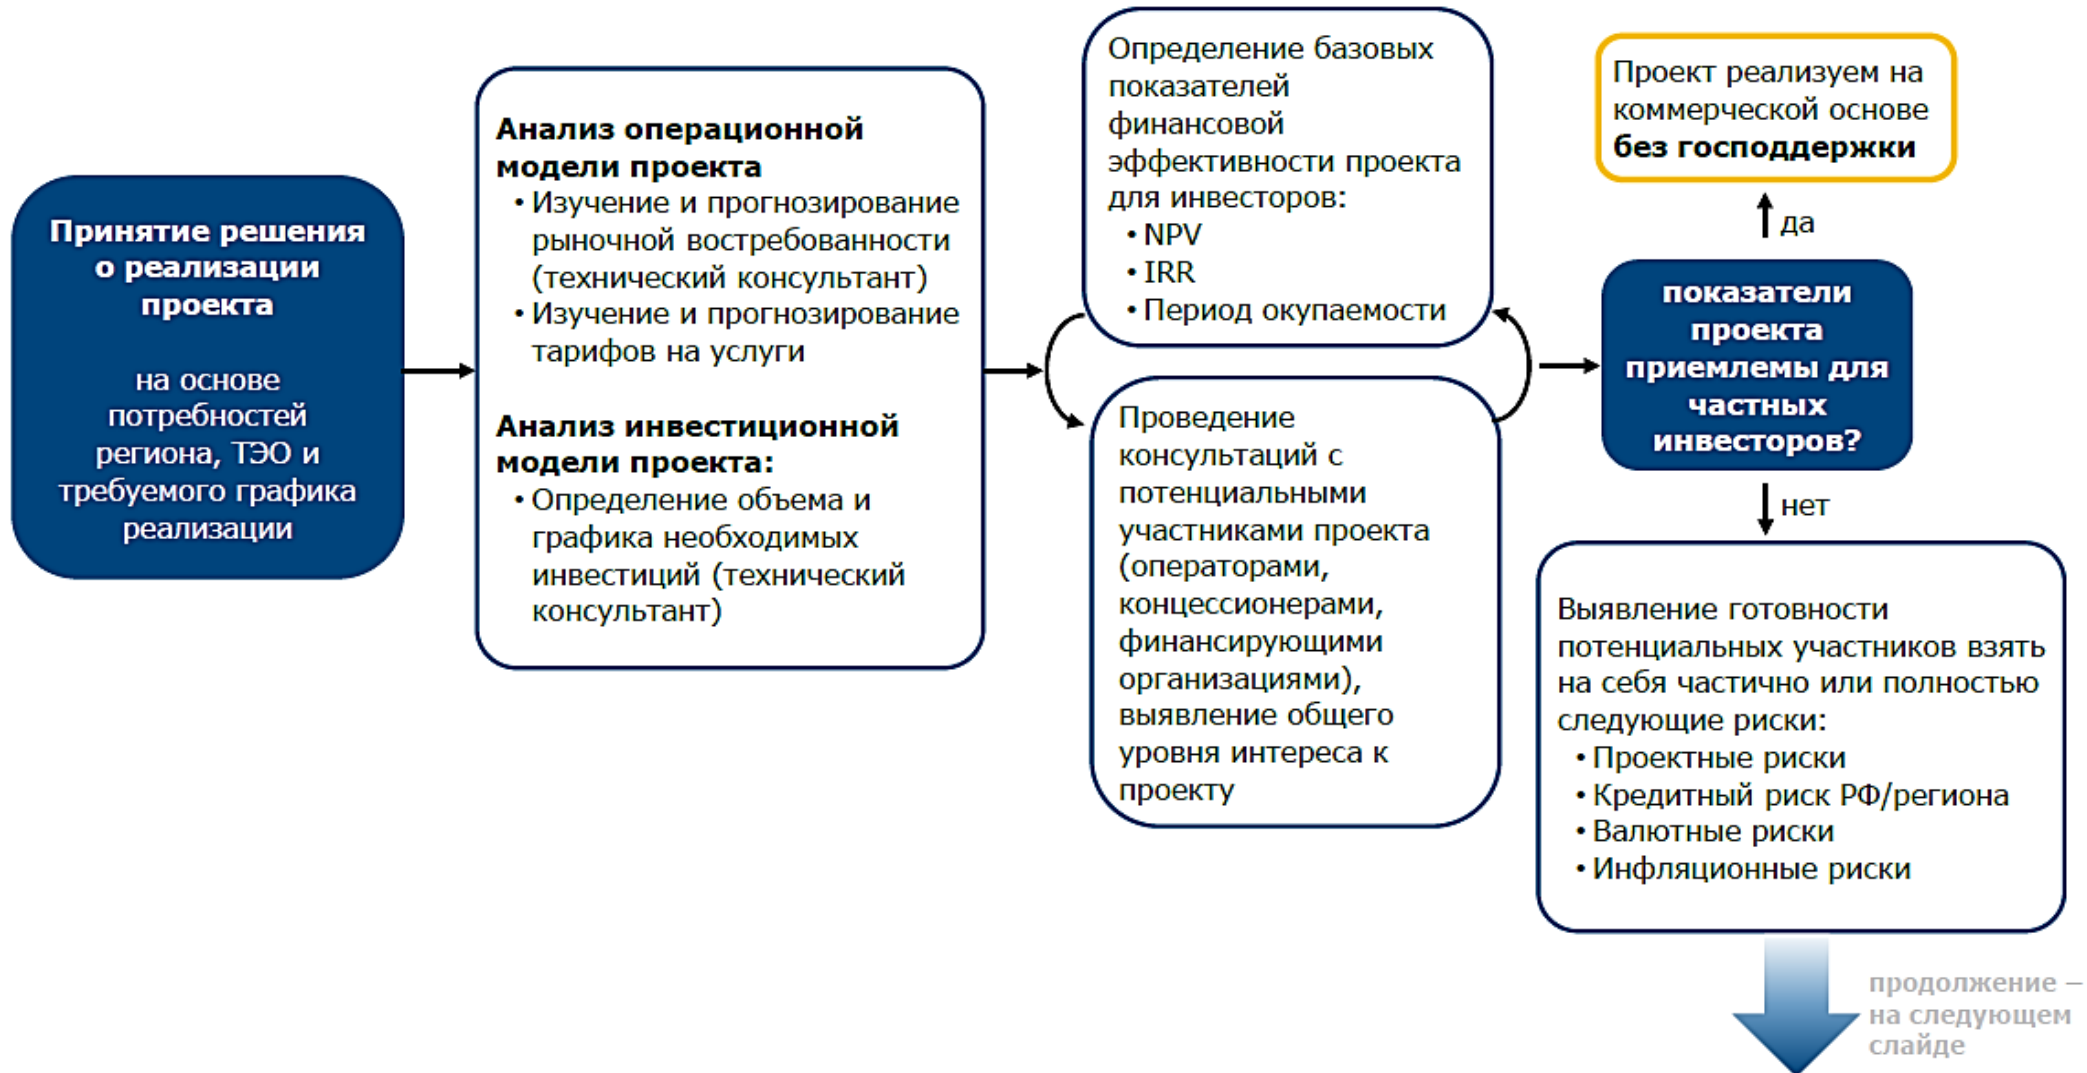 Принятие решения
о реализации
проекта
на основе
потребностей
региона, ТЭО и
требуемого графика
реализации
Анализ операционной
модели проекта
• Изучение и прогнозирование
рыночной востребованности
(технический консультант)
• Изучение и прогнозирование
тарифов на услуги
Анализ инвестиционной
модели проекта:
• Определение объема и
графика необходимых
инвестиций (технический
консультант)
Определение базовых
показателей
финансовой
эффективности проекта
для инвесторов:
• NPV
• IRR
• Период окупаемости
Проведение
консультаций с
потенциальными
участниками проекта
(операторами,
концессионерами,
финансирующими
организациями),
выявление общего
уровня интереса к
проекту
Проект реализуем на
коммерческой основе
без господдержки
да
показатели
проекта
приемлемы для
частных
инвесторов?
нет
Выявление готовности
потенциальных участников взять
на себя частично или полностью
следующие риски:
• Проектные риски
• Кредитный риск РФ/региона
• Валютные риски
• Инфляционные риски
продолжение –
на следующем
слайде